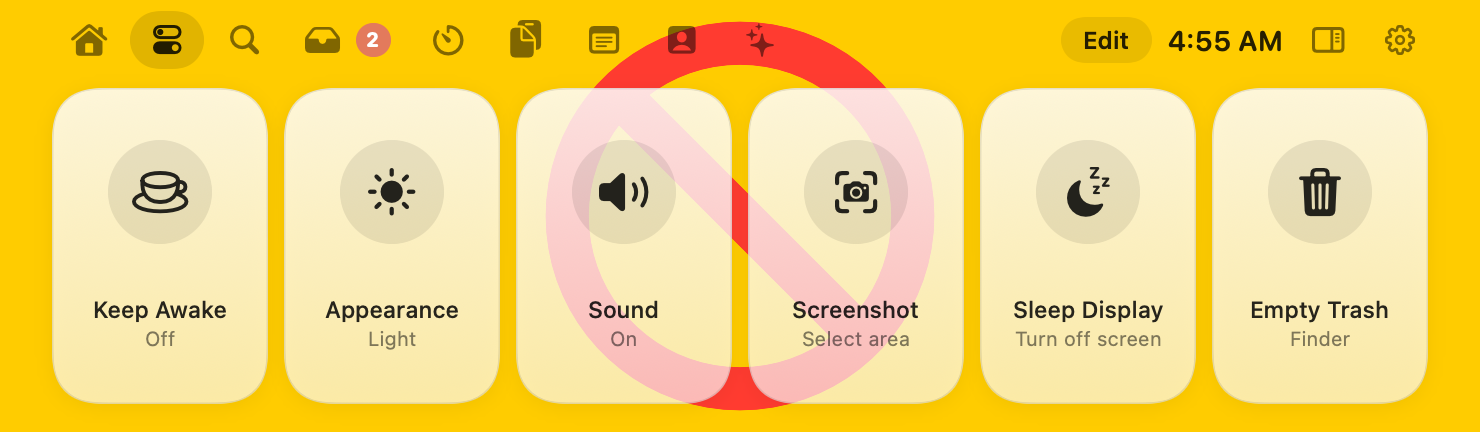 2
Edit
4:55 AM
Keep Awake
Off
Appearance
Light
Sound
On
Screenshot
Select area
Sleep Display
Turn off screen
Empty Trash
Finder